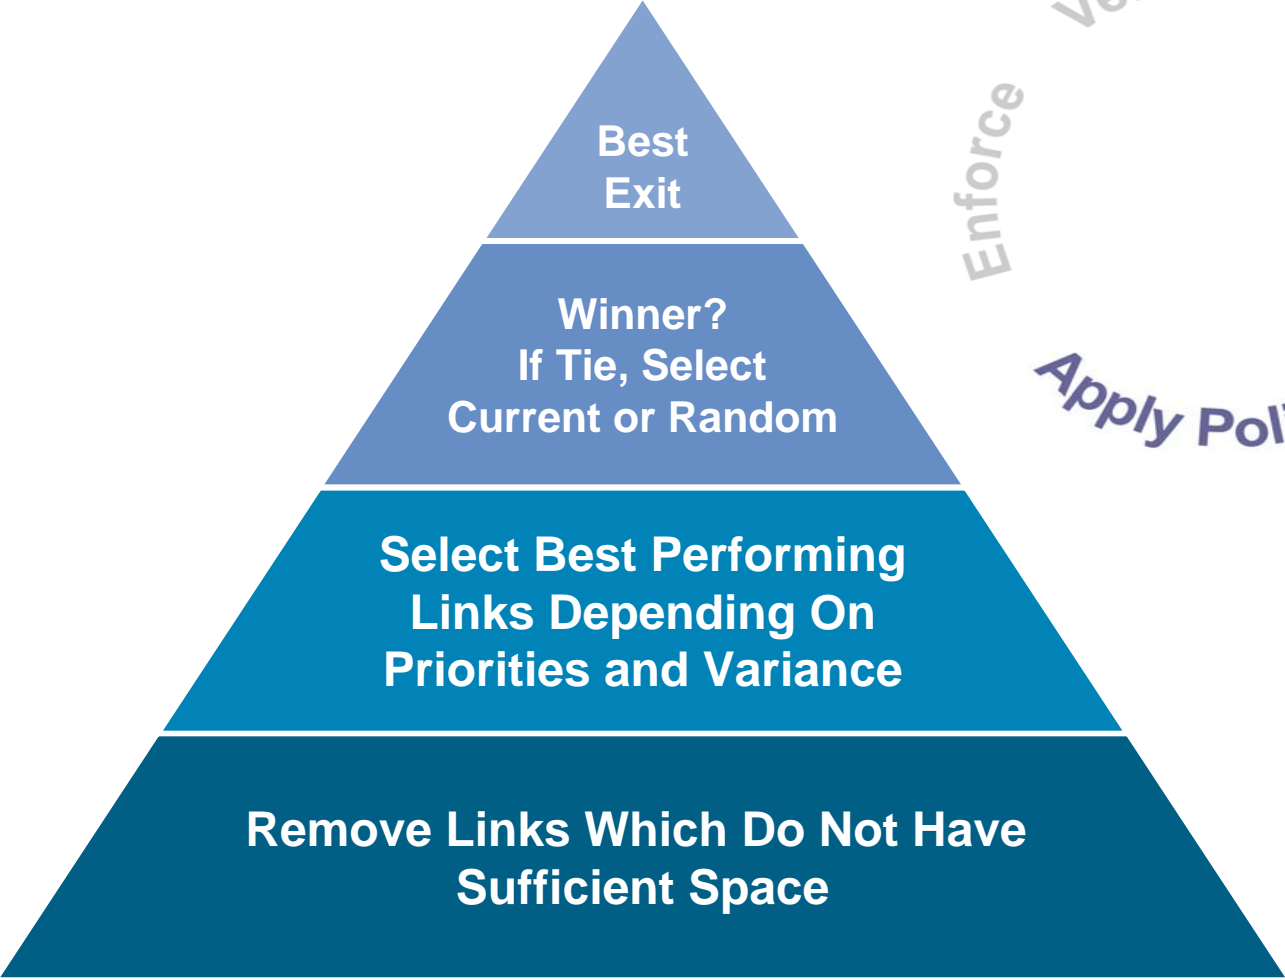 Best
Exit
Winner?
If Tie, Select
Current or Random
Select Best Performing
Links Depending On
Priorities and Variance
Remove Links Which Do Not Have
Sufficient Space
Enforce
Apply